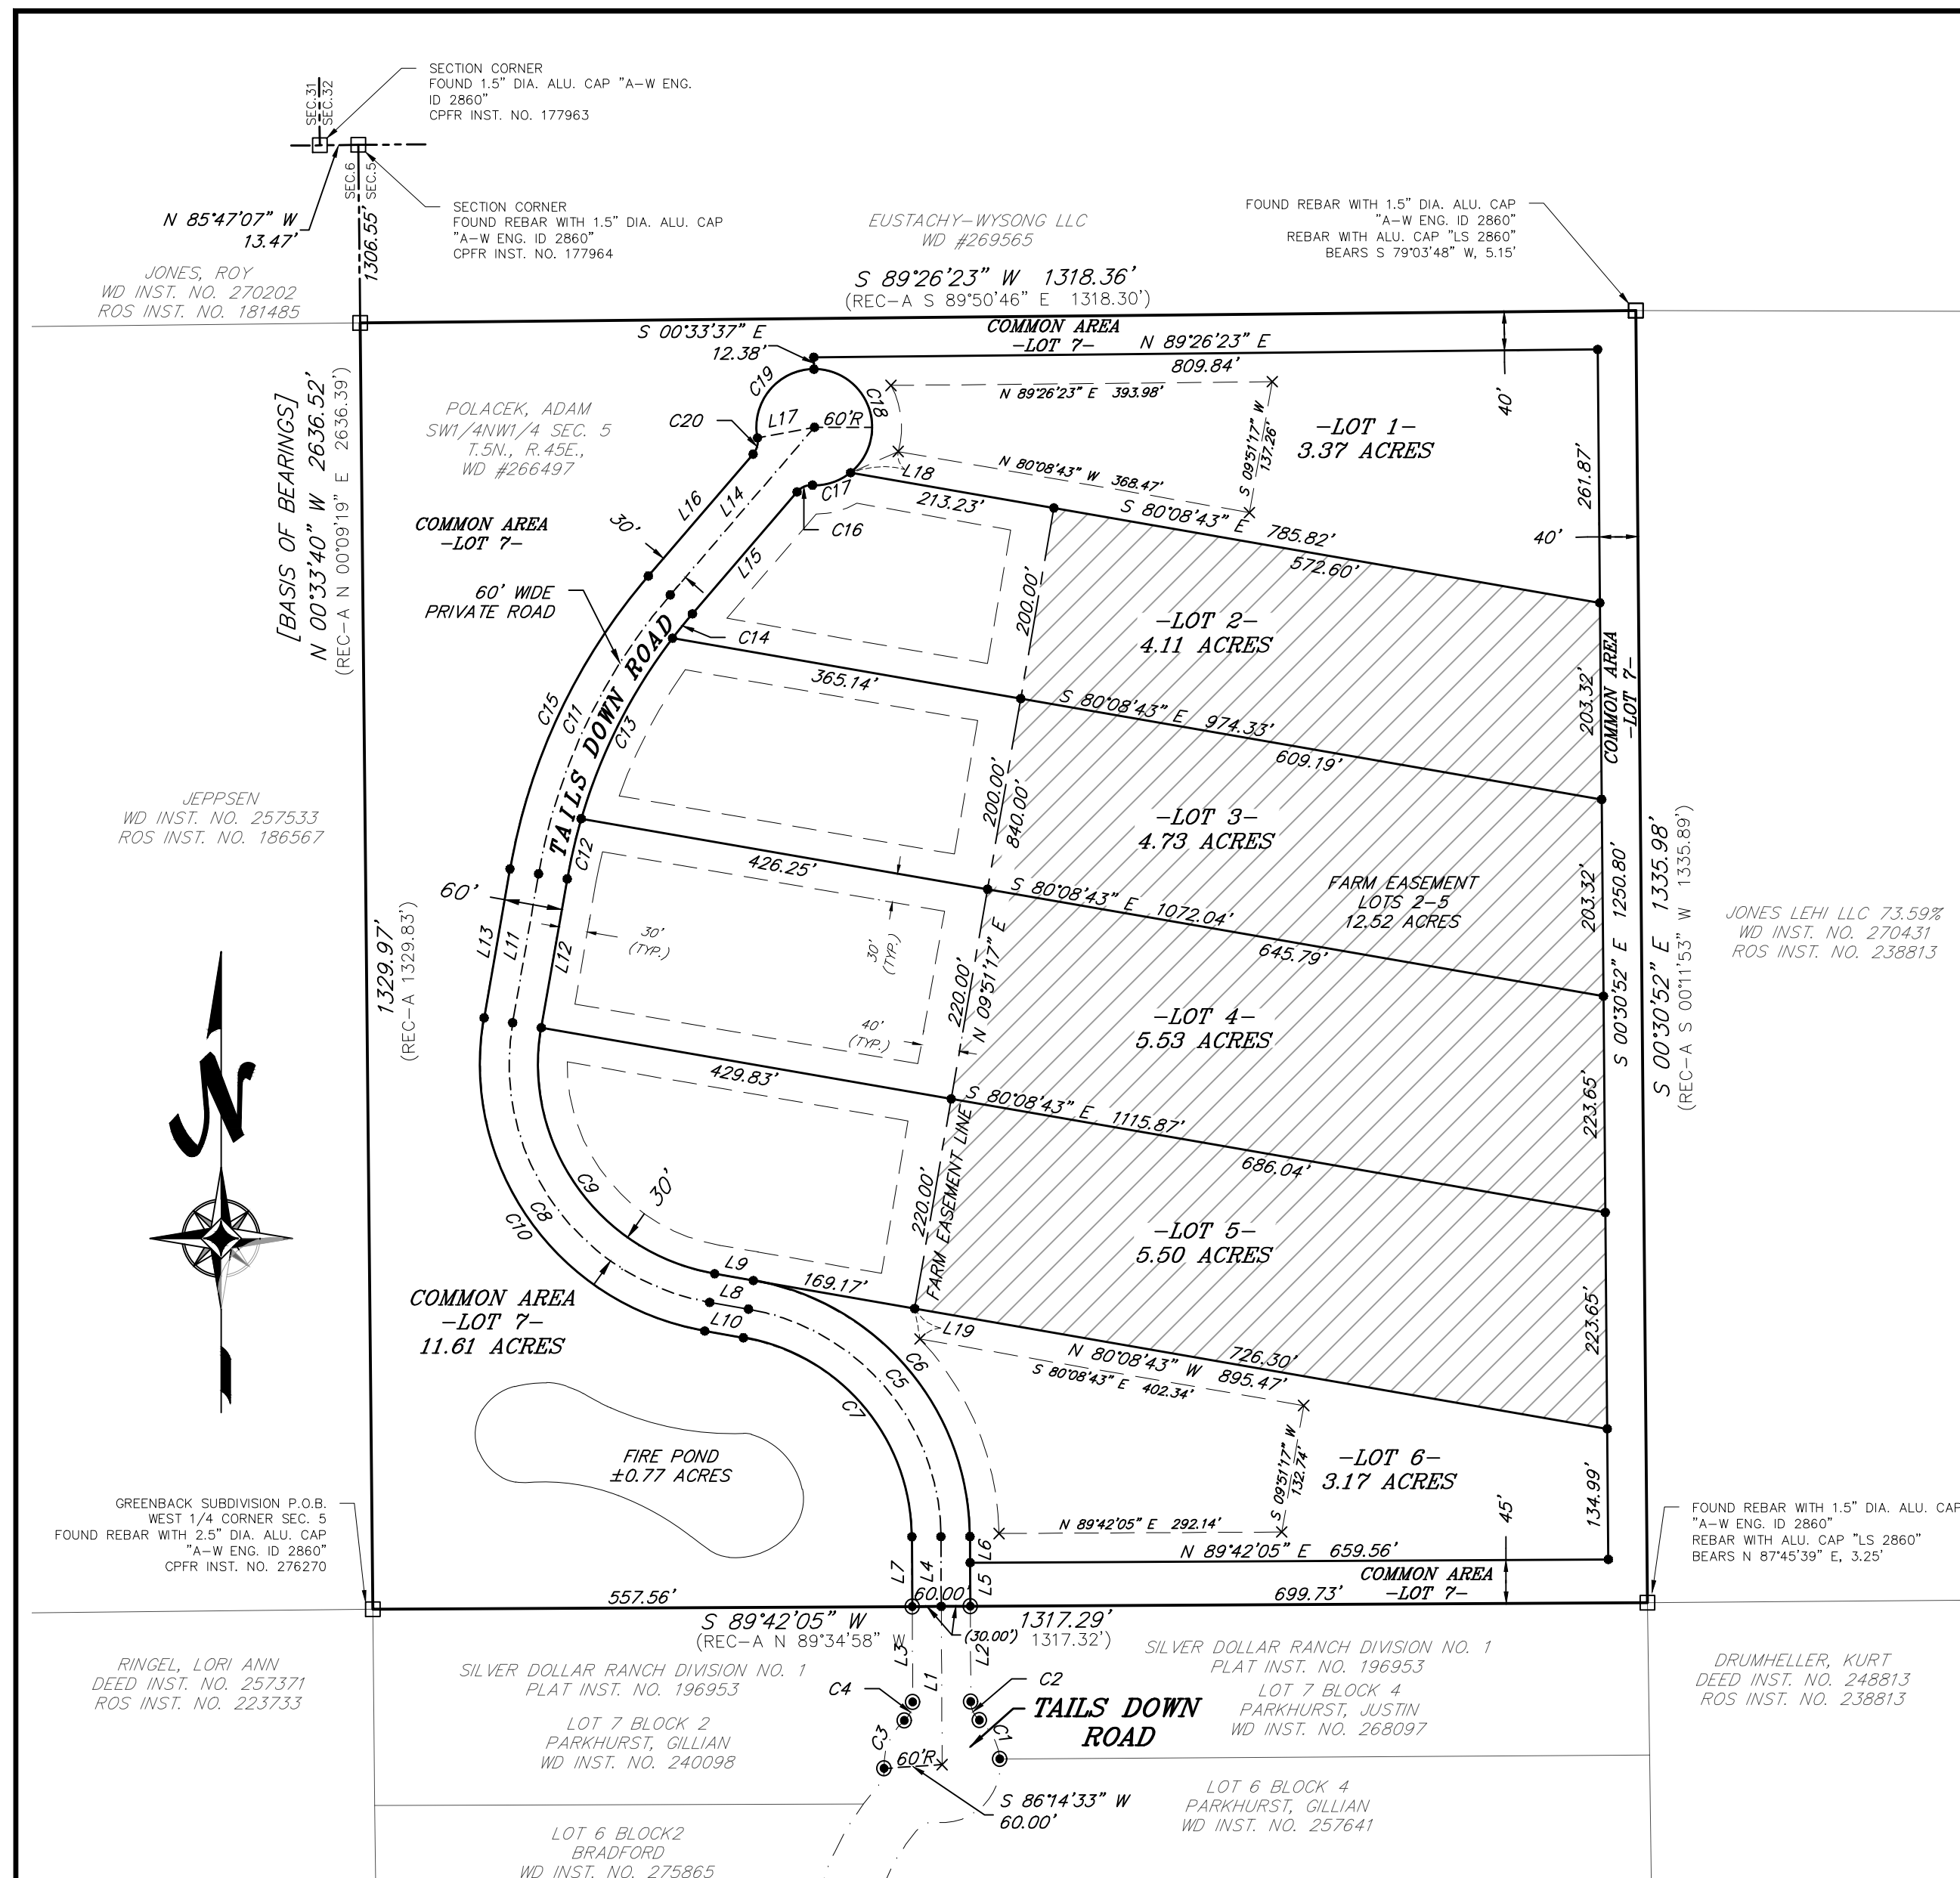 SEC.31
SEC.32
SECTION CORNER
FOUND 1.5" DIA. ALU. CAP "A-W ENG.
ID 2860"
CPFR INST. NO. 177963
SEC.6
SEC.5
N 85°47'07" W
13.47'
1306.55'
SECTION CORNER
FOUND REBAR WITH 1.5" DIA. ALU. CAP
"A-W ENG. ID 2860"
CPFR INST. NO. 177964
EUSTACHY-WYSONG LLC
WD #269565
FOUND REBAR WITH 1.5" DIA. ALU. CAP
"A-W ENG. ID 2860"
REBAR WITH ALU. CAP "LS 2860"
BEARS S 79°03'48" W, 5.15'
JONES, ROY
WD INST. NO. 270202
ROS INST. NO. 181485
S 89°26'23" W 1318.36'
(REC-A S 89°50'46" E 1318.30')
S 00°33'37" E
12.38'
COMMON AREA
-LOT 7-
N 89°26'23" E
809.84'
40'
C19
C18
C20
L17
60'R
N 89°26'23" E 393.98'
S 09°51'17" W
137.26'
-LOT 1-
3.37 ACRES
261.87'
40'
[BASIS OF BEARINGS]
N 00°33'40" W 2636.52'
(REC-A N 00°09'19" E 2636.39')
POLACEK, ADAM
SW1/4NW1/4 SEC. 5
T.5N., R.45E.,
WD #266497
COMMON AREA
-LOT 7-
L16
L14
30'
L15
C17
C16
L18
N 80°08'43" W 368.47'
213.23'
S 80°08'43" E 785.82'
572.60'
60' WIDE
PRIVATE ROAD
C14
200.00'
-LOT 2-
4.11 ACRES
203.32'
COMMON AREA
-LOT 7-
365.14'
S 80°08'43" E 974.33'
609.19'
C15
C11
C13
TAILS DOWN ROAD
200.00'
840.00'
-LOT 3-
4.73 ACRES
JEPPSEN
WD INST. NO. 257533
ROS INST. NO. 186567
C12
426.25'
S 80°08'43" E 1072.04'
645.79'
FARM EASEMENT
LOTS 2-5
12.52 ACRES
203.32'
S 00°30'52" E 1250.80'
S 00°30'52" E 1335.98'
(REC-A S 00°11'53" W 1335.89')
JONES LEHI LLC 73.59%
WD INST. NO. 270431
ROS INST. NO. 238813
60'
L13
L11
L12
30'
(TYP.)
30'
(TYP.)
40'
(TYP.)
220.00'
N 09°51'17" E
-LOT 4-
5.53 ACRES
223.65'
1329.97'
(REC-A 1329.83')
N
429.83'
S 80°08'43" E 1115.87'
686.04'
C9
C8
C10
30'
220.00'
FARM EASEMENT LINE
-LOT 5-
5.50 ACRES
223.65'
L9
L8
L10
169.17'
L19
N 80°08'43" W 895.47'
726.30'
S 80°08'43" E 402.34'
COMMON AREA
-LOT 7-
11.61 ACRES
C6
C5
C7
FIRE POND
±0.77 ACRES
S 09°51'17" W
132.74'
-LOT 6-
3.17 ACRES
134.99'
45'
N 89°42'05" E 292.14'
N 89°42'05" E 659.56'
COMMON AREA
-LOT 7-
GREENBACK SUBDIVISION P.O.B.
WEST 1/4 CORNER SEC. 5
FOUND REBAR WITH 2.5" DIA. ALU. CAP
"A-W ENG. ID 2860"
CPFR INST. NO. 276270
FOUND REBAR WITH 1.5" DIA. ALU. CAP
"A-W ENG. ID 2860"
REBAR WITH ALU. CAP "LS 2860"
BEARS N 87°45'39" E, 3.25'
L7
L4
L6
L5
557.56'
60.00'
699.73'
S 89°42'05" W 1317.29'
(REC-A N 89°34'58" W 1317.32')
(30.00')
L3
L1
L2
RINGEL, LORI ANN
DEED INST. NO. 257371
ROS INST. NO. 223733
SILVER DOLLAR RANCH DIVISION NO. 1
PLAT INST. NO. 196953
LOT 7 BLOCK 2
PARKHURST, GILLIAN
WD INST. NO. 240098
C4
C2
C3
C1
60'R
TAILS DOWN
ROAD
S 86°14'33" W
60.00'
SILVER DOLLAR RANCH DIVISION NO. 1
PLAT INST. NO. 196953
LOT 7 BLOCK 4
PARKHURST, JUSTIN
WD INST. NO. 268097
DRUMHELLER, KURT
DEED INST. NO. 248813
ROS INST. NO. 238813
LOT 6 BLOCK 4
PARKHURST, GILLIAN
WD INST. NO. 257641
LOT 6 BLOCK2
BRADFORD
WD INST. NO. 275865